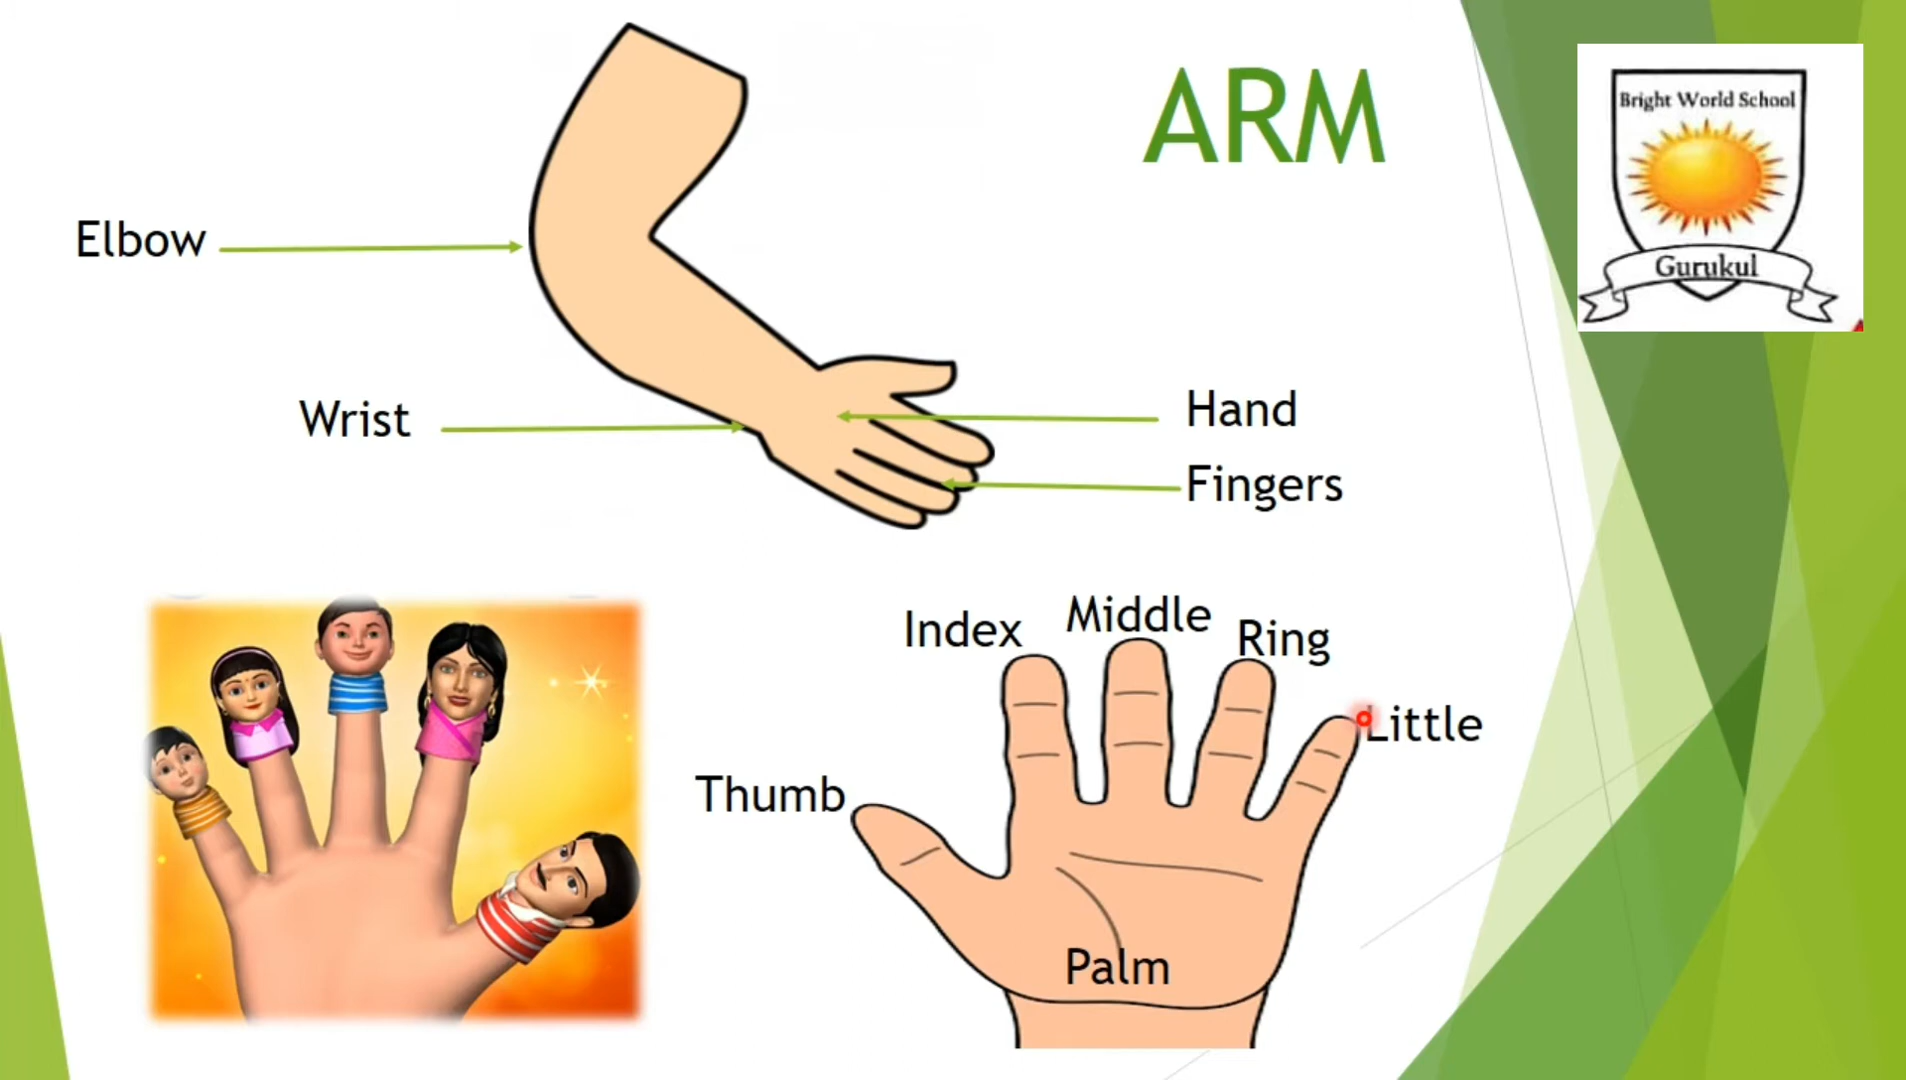 ARM
Bright World School
Gurukul
Elbow
Wrist
Hand
Fingers
Index
Middle
Ring
Little
Thumb
Palm